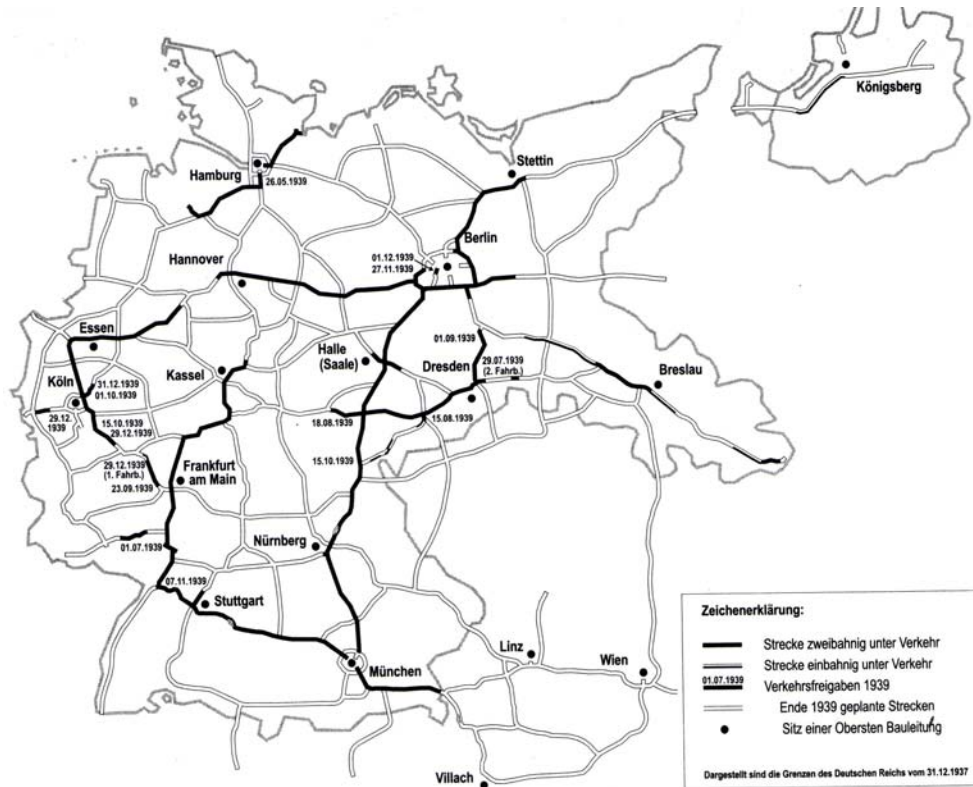 Königsberg
Stettin
Hamburg
26.05.1939
Berlin
01.12.1939
27.11.1939
Hannover
Essen
01.09.1939
Halle
(Saale)
Dresden
29.07.1939
(2. Fahrb.)
Breslau
Kassel
Köln
31.12.1939
01.10.1939
29.12.
1939
15.10.1939
29.12.1939
18.08.1939
15.08.1939
29.12.1939
(1. Fahrb.)
23.09.1939
15.10.1939
Frankfurt
am Main
Nürnberg
01.07.1939
07.11.1939
Stuttgart
München
Linz
Wien
Villach
Zeichenerklärung:
Strecke zweibahnig unter Verkehr
Strecke einbahnig unter Verkehr
01.07.1939 Verkehrsfreigaben 1939
Ende 1939 geplante Strecken
Sitz einer Obersten Bauleitung
Dargestellt sind die Grenzen des Deutschen Reichs vom 31.12.1937